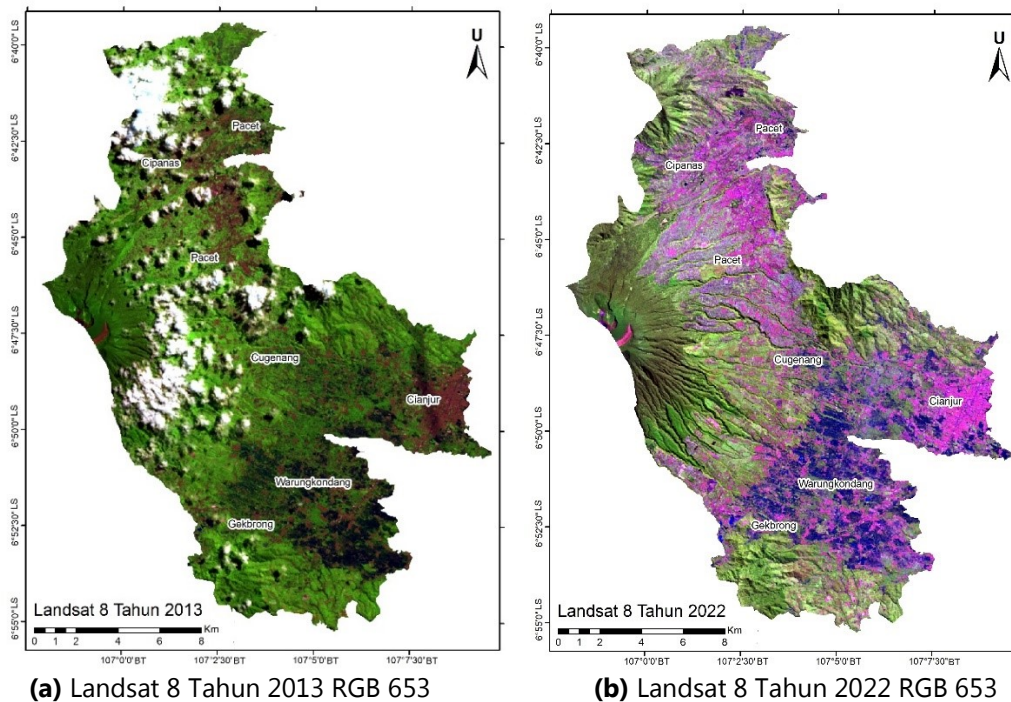 U
6°40'0" LS
6°42'30" LS
6°45'0" LS
6°47'30" LS
6°50'0" LS
6°52'30" LS
6°55'0" LS
Pacet
Cipanas
Pacet
Cugenang
Cianjur
Warungkondang
Gekbrong
Landsat 8 Tahun 2013
Km
0 1 2 4 6 8
107°0'0"BT 107°2'30"BT 107°5'0"BT 107°7'30"BT
(a) Landsat 8 Tahun 2013 RGB 653
U
6°40'0" LS
6°42'30" LS
6°45'0" LS
6°47'30" LS
6°50'0" LS
6°52'30" LS
6°55'0" LS
Pacet
Cipanas
Pacet
Cugenang
Cianjur
Warungkondang
Gekbrong
Landsat 8 Tahun 2022
Km
0 1 2 4 6 8
107°0'0"BT 107°2'30"BT 107°5'0"BT 107°7'30"BT
(b) Landsat 8 Tahun 2022 RGB 653